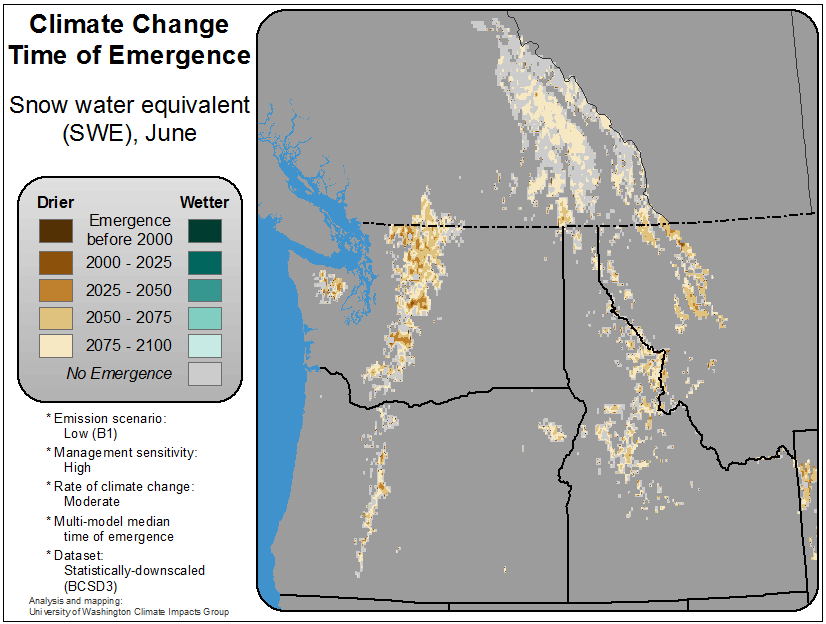 Climate Change
Time of Emergence
Snow water equivalent
(SWE), June
Drier
Wetter
Emergence
before 2000
2000 - 2025
2025 - 2050
2050 - 2075
2075 - 2100
No Emergence
* Emission scenario:
Low (B1)
* Management sensitivity:
High
* Rate of climate change:
Moderate
* Multi-model median
time of emergence
* Dataset:
Statistically-downscaled
(BCSD3)
Analysis and mapping:
University of Washington Climate Impacts Group